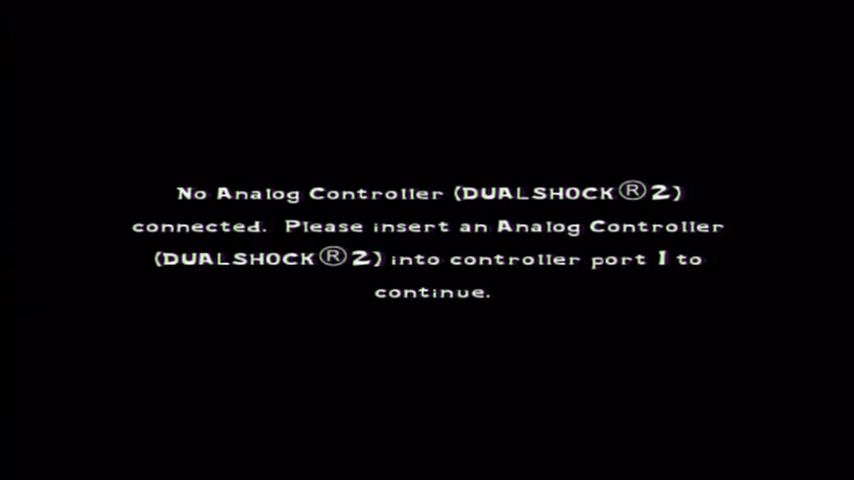 No Analog Controller (DUALSHOCK®2)
connected. Please insert an Analog Controller
(DUALSHOCK®2) into controller port 1 to
continue.